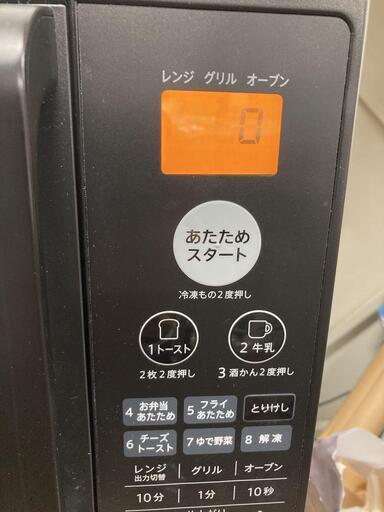 レンジ グリル オーブン
0
あたため
スタート
冷凍もの2度押し
1トースト
2 牛乳
2枚2度押し
3 酒かん2度押し
4 お弁当
あたため
5 フライ
あたため
とりけし
6 チーズ
トースト
7 ゆで野菜
8 解凍
レンジ
出力切替
グリル
オーブン
10分
1分
10秒